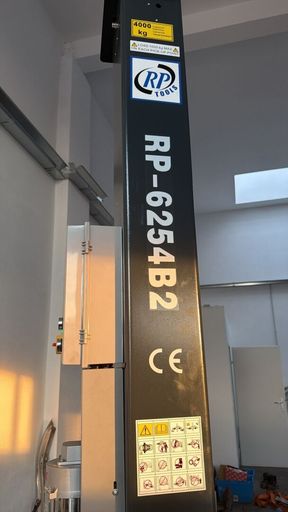 4000
kg
RP
TOOLS
RP-6254B2
CE